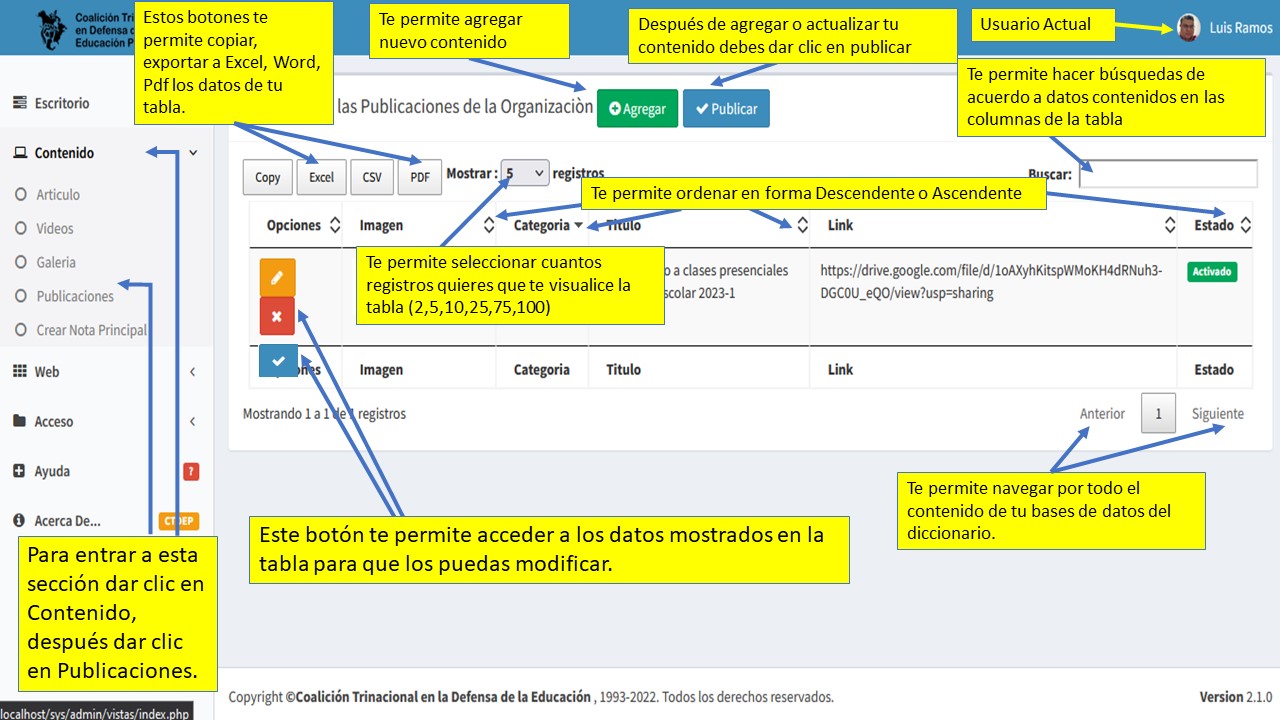 Coalición Tri
en Defensa d
Educación P
Estos botones te
permite copiar,
exportar a Excel, Word,
Pdf los datos de tu
tabla.
Te permite agregar
nuevo contenido
Después de agregar o actualizar tu
contenido debes dar clic en publicar
Usuario Actual
Luis Ramos
Te permite hacer búsquedas de
acuerdo a datos contenidos en las
columnas de la tabla
Escritorio
Contenido
Articulo
Videos
Galeria
Publicaciones
Crear Nota Principal
Web
Acceso
Ayuda
?
Acerca De...
CTDEP
las Publicaciones de la Organizaciòn
Agregar
Publicar
Copy
Excel
CSV
PDF
Mostrar : 5 registros
Buscar:
Te permite ordenar en forma Descendente o Ascendente
Opciones
Imagen
Categoria
Titulo
Link
Estado
Te permite seleccionar cuantos
registros quieres que te visualice la
tabla (2,5,10,25,75,100)
o a clases presenciales
scolar 2023-1
https://drive.google.com/file/d/1oAXyhKitspWMoKH4dRNuh3-
DGC0U_eQO/view?usp=sharing
Activado
nes
Imagen
Categoria
Titulo
Link
Estado
Mostrando 1 a 1 de 1 registros
Anterior
1
Siguiente
Te permite navegar por todo el
contenido de tu bases de datos del
diccionario.
Este botón te permite acceder a los datos mostrados en la
tabla para que los puedas modificar.
Para entrar a esta
sección dar clic en
Contenido,
después dar clic
en Publicaciones.
Copyright ©Coalición Trinacional en la Defensa de la Educación , 1993-2022. Todos los derechos reservados.
Version 2.1.0
localhost/sys/admin/vistas/index.php